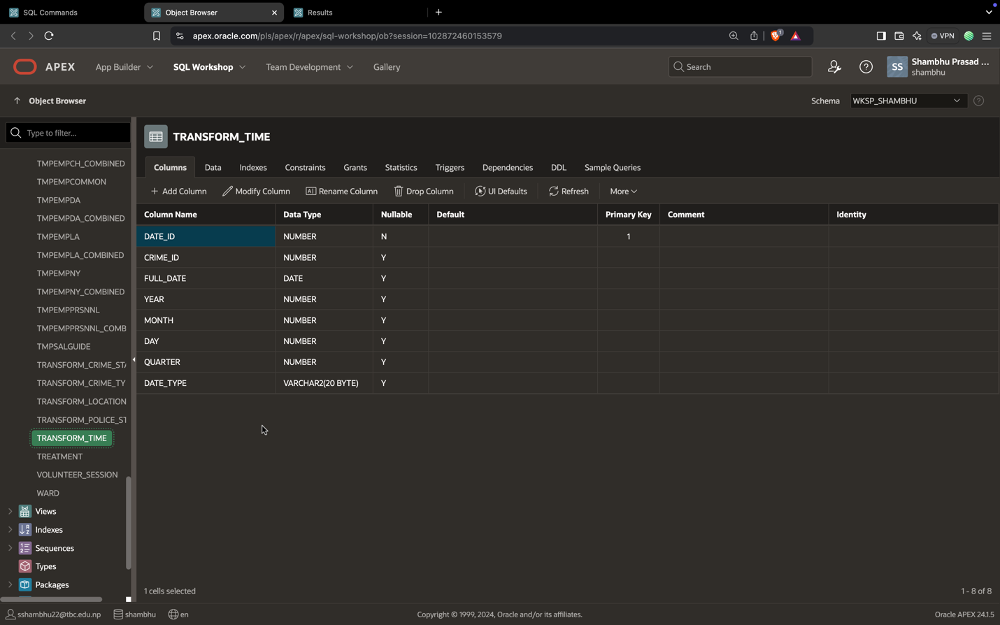 SQL Commands
Object Browser
Results
apex.oracle.com/pls/apex/r/apex/sql-workshop/ob?session=102872460153579
1
VPN
APEX
App Builder
SQL Workshop
Team Development
Gallery
Search
SS
Shambhu Prasad ...
shambhu
Object Browser
Schema
WKSP_SHAMBHU
Type to filter...
TMPEMPCH_COMBINED
TMPEMPCOMMON
TMPEMPDA
TMPEMPDA_COMBINED
TMPEMPLA
TMPEMPLA_COMBINED
TMPEMPNY
TMPEMPNY_COMBINED
TMPEMPPRSNNL
TMPEMPPRSNNL_COMB
TMPSALGUIDE
TRANSFORM_CRIME_STA
TRANSFORM_CRIME_TY
TRANSFORM_LOCATION
TRANSFORM_POLICE_ST
TRANSFORM_TIME
TREATMENT
VOLUNTEER_SESSION
WARD
Views
Indexes
Sequences
Types
Packages
TRANSFORM_TIME
Columns Data Indexes Constraints Grants Statistics Triggers Dependencies DDL Sample Queries
Add Column Modify Column Rename Column Drop Column UI Defaults Refresh More
Column Name Data Type Nullable Default Primary Key Comment Identity
DATE_ID NUMBER N 1
CRIME_ID NUMBER Y
FULL_DATE DATE Y
YEAR NUMBER Y
MONTH NUMBER Y
DAY NUMBER Y
QUARTER NUMBER Y
DATE_TYPE VARCHAR2(20 BYTE) Y
1 cells selected
1 - 8 of 8
sshambhu22@tbc.edu.np shambhu en
Copyright © 1999, 2024, Oracle and/or its affiliates.
Oracle APEX 24.1.5